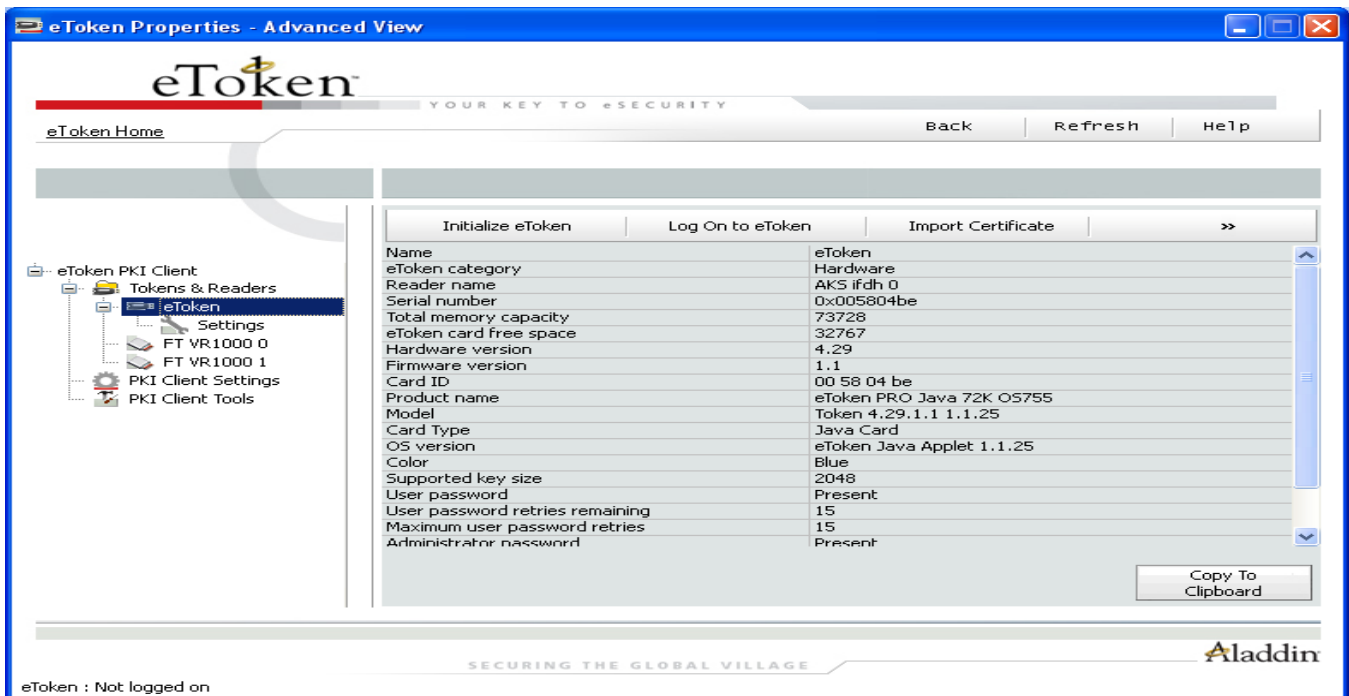 eToken Properties - Advanced View
eToken
YOUR KEY TO eSECURITY
eToken Home
Back Refresh Help
eToken PKI Client
Tokens & Readers
eToken
Settings
FT VR1000 0
FT VR1000 1
PKI Client Settings
PKI Client Tools
Initialize eToken Log On to eToken Import Certificate »
Name eToken
eToken category Hardware
Reader name AKS ifdh 0
Serial number 0x005804be
Total memory capacity 73728
eToken card free space 32767
Hardware version 4.29
Firmware version 1.1
Card ID 00 58 04 be
Product name eToken PRO Java 72K OS755
Model Token 4.29.1.1 1.1.25
Card Type Java Card
OS version eToken Java Applet 1.1.25
Color Blue
Supported key size 2048
User password Present
User password retries remaining 15
Maximum user password retries 15
Administrator password Present
Copy To
Clipboard
SECURING THE GLOBAL VILLAGE
Aladdin
eToken : Not logged on